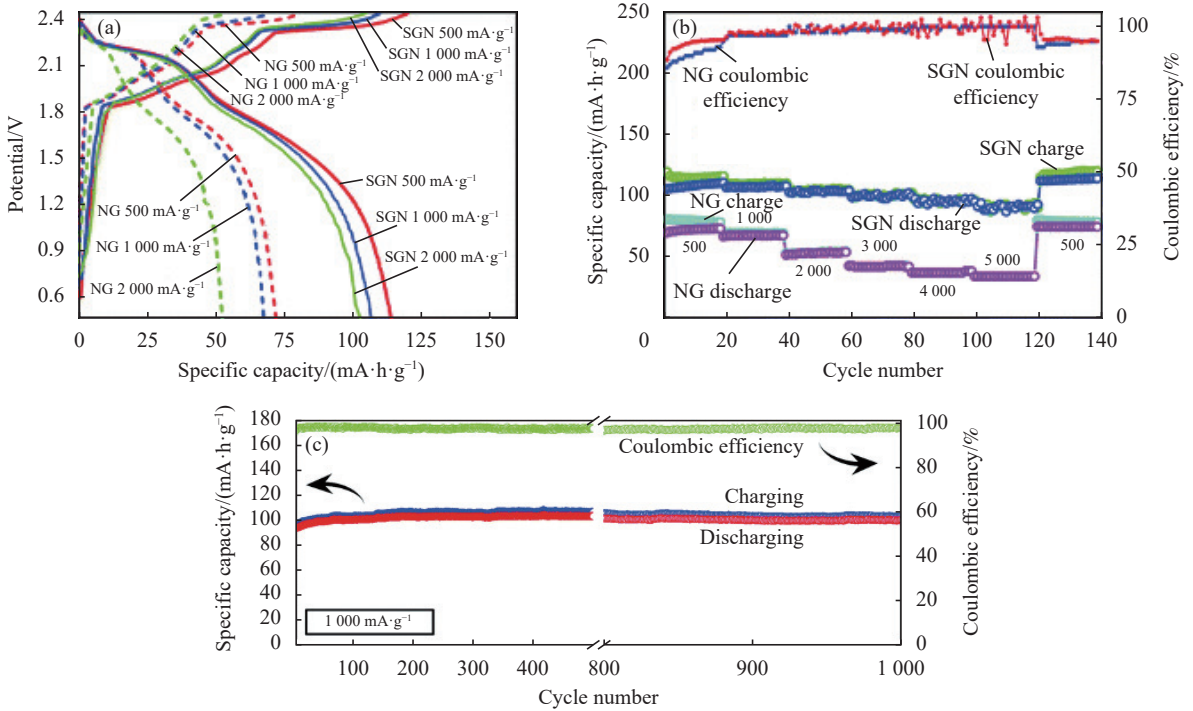 (a)
2.4
2.1
1.8
1.5
1.2
0.9
0.6
Potential/V
0
25
50
75
100
125
150
Specific capacity/(mA·h·g⁻¹)
NG 500 mA·g⁻¹
NG 1 000 mA·g⁻¹
NG 2 000 mA·g⁻¹
SGN 500 mA·g⁻¹
SGN 1 000 mA·g⁻¹
SGN 2 000 mA·g⁻¹
SGN 500 mA·g⁻¹
SGN 1 000 mA·g⁻¹
SGN 2 000 mA·g⁻¹
NG 500 mA·g⁻¹
NG 1 000 mA·g⁻¹
NG 2 000 mA·g⁻¹
(b)
250
200
150
100
50
0
Specific capacity/(mA·h·g⁻¹)
100
75
50
25
0
Coulombic efficiency/%
NG coulombic
efficiency
SGN coulombic
efficiency
SGN charge
NG charge
SGN discharge
NG discharge
500
1 000
2 000
3 000
4 000
5 000
500
0
20
40
60
80
100
120
140
Cycle number
(c)
180
160
140
120
100
80
60
40
20
0
Specific capacity/(mA·h·g⁻¹)
Coulombic efficiency
Charging
Discharging
1 000 mA·g⁻¹
100
80
60
40
20
0
Coulombic efficiency/%
100
200
300
400
800
900
1 000
Cycle number